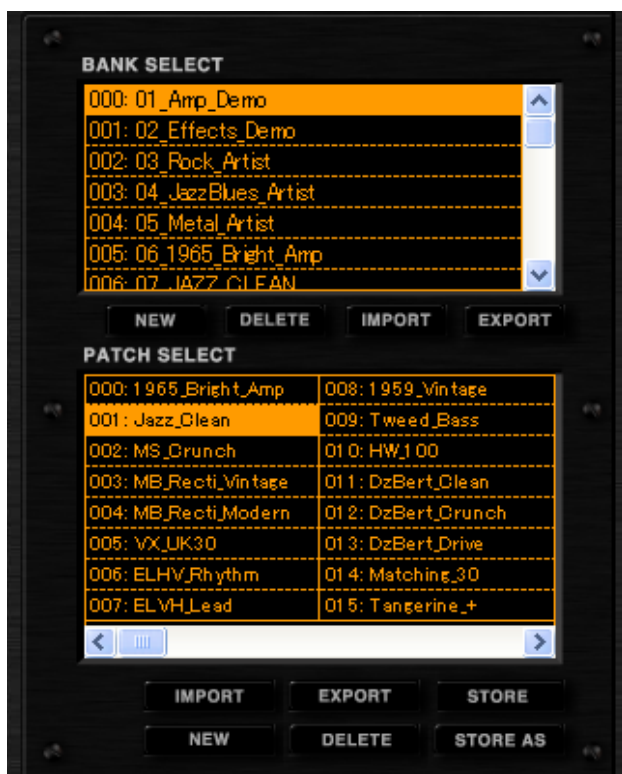 BANK SELECT
000: 01_Amp_Demo
001: 02_Effects_Demo
002: 03_Rock_Artist
003: 04_JazzBlues_Artist
004: 05_Metal_Artist
005: 06_1965_Bright_Amp
006: 07_JAZZ_CLEAN
NEW DELETE IMPORT EXPORT
PATCH SELECT
000: 1965_Bright_Amp 008: 1959_Vintage
001: Jazz_Clean 009: Tweed_Bass
002: MS_Crunch 010: HW_100
003: MB_Recti_Vintage 011: DzBert_Clean
004: MB_Recti_Modern 012: DzBert_Crunch
005: VX_UK30 013: DzBert_Drive
006: ELHV_Rhythm 014: Matching_30
007: ELVH_Lead 015: Tangerine_+
IMPORT EXPORT STORE
NEW DELETE STORE AS